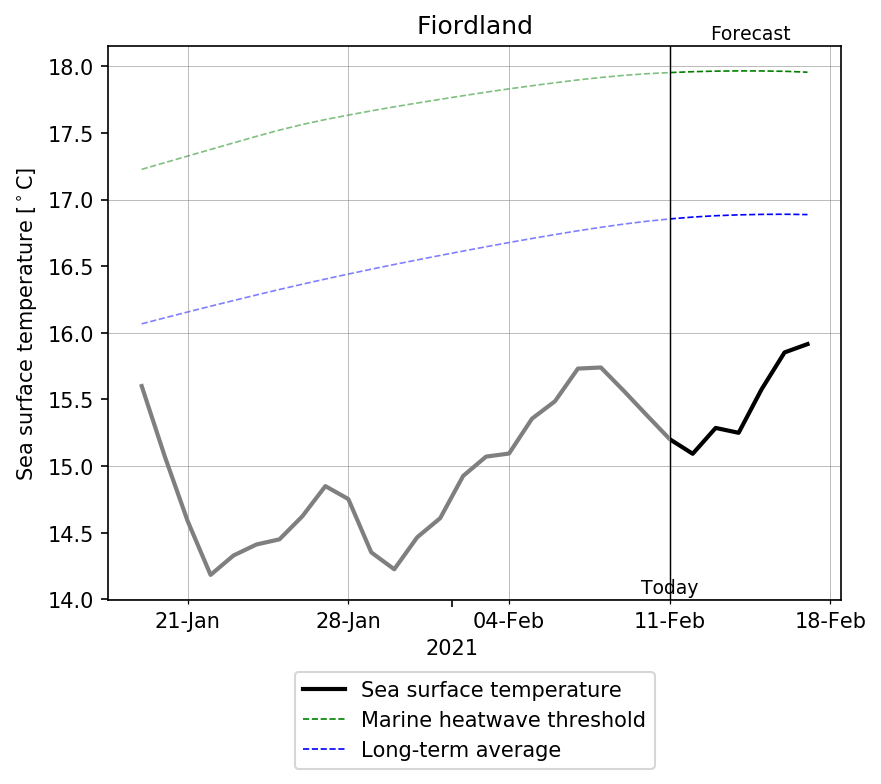 Fiordland
Forecast
Sea surface temperature [°C]
18.0
17.5
17.0
16.5
16.0
15.5
15.0
14.5
14.0
Today
21-Jan 28-Jan 04-Feb 11-Feb 18-Feb
2021
Sea surface temperature
Marine heatwave threshold
Long-term average